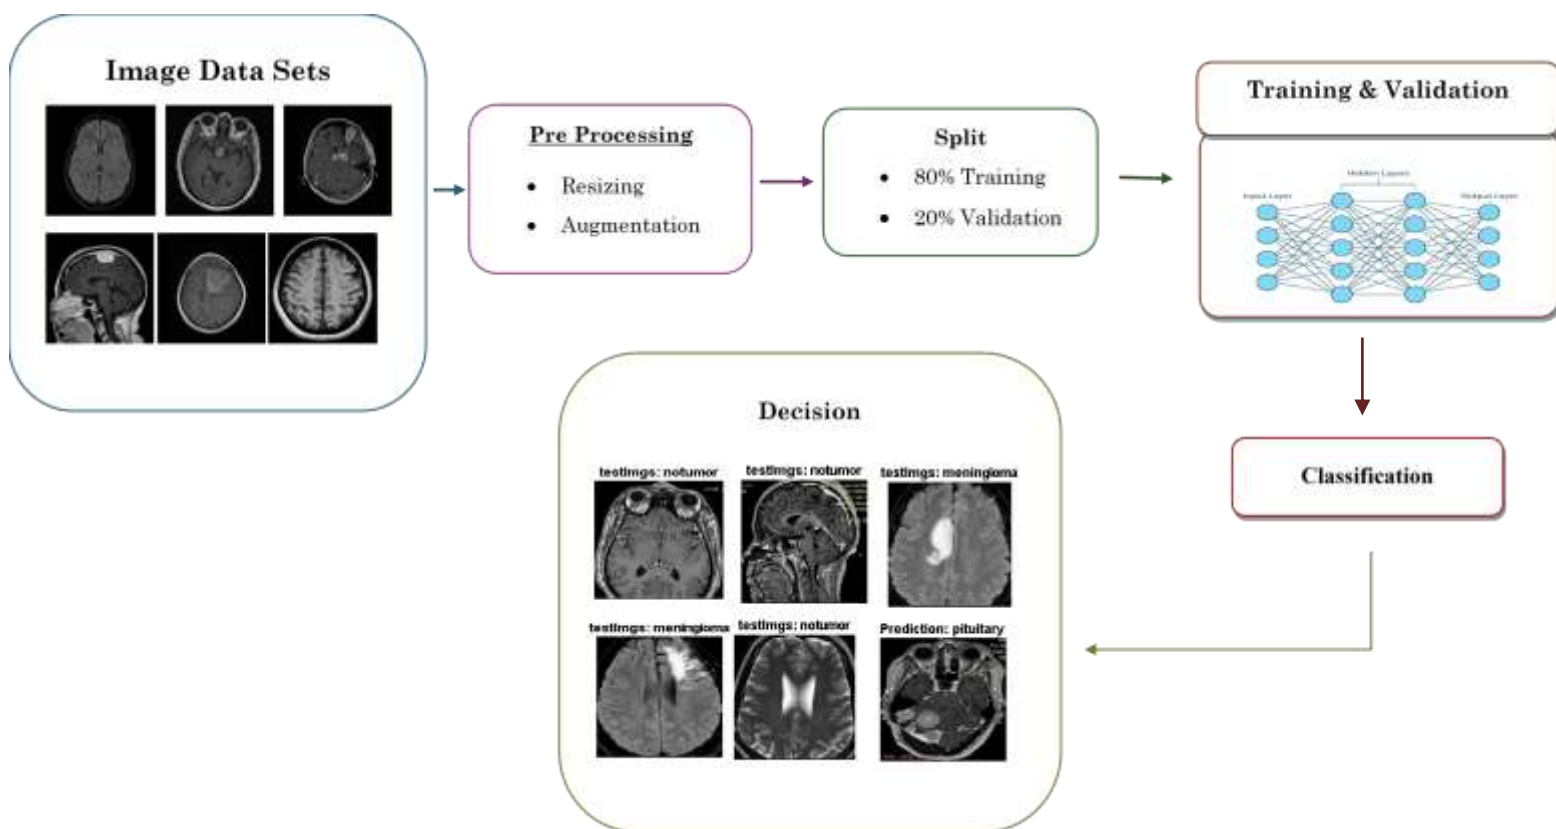 Image Data Sets
Pre Processing
• Resizing
• Augmentation
Split
• 80% Training
• 20% Validation
Training & Validation
Hidden Layers
Input Layer
Output Layer
Classification
Decision
testImgs: notumor
testImgs: notumor
testImgs: meningioma
testImgs: meningioma
testImgs: notumor
Prediction: pituitary